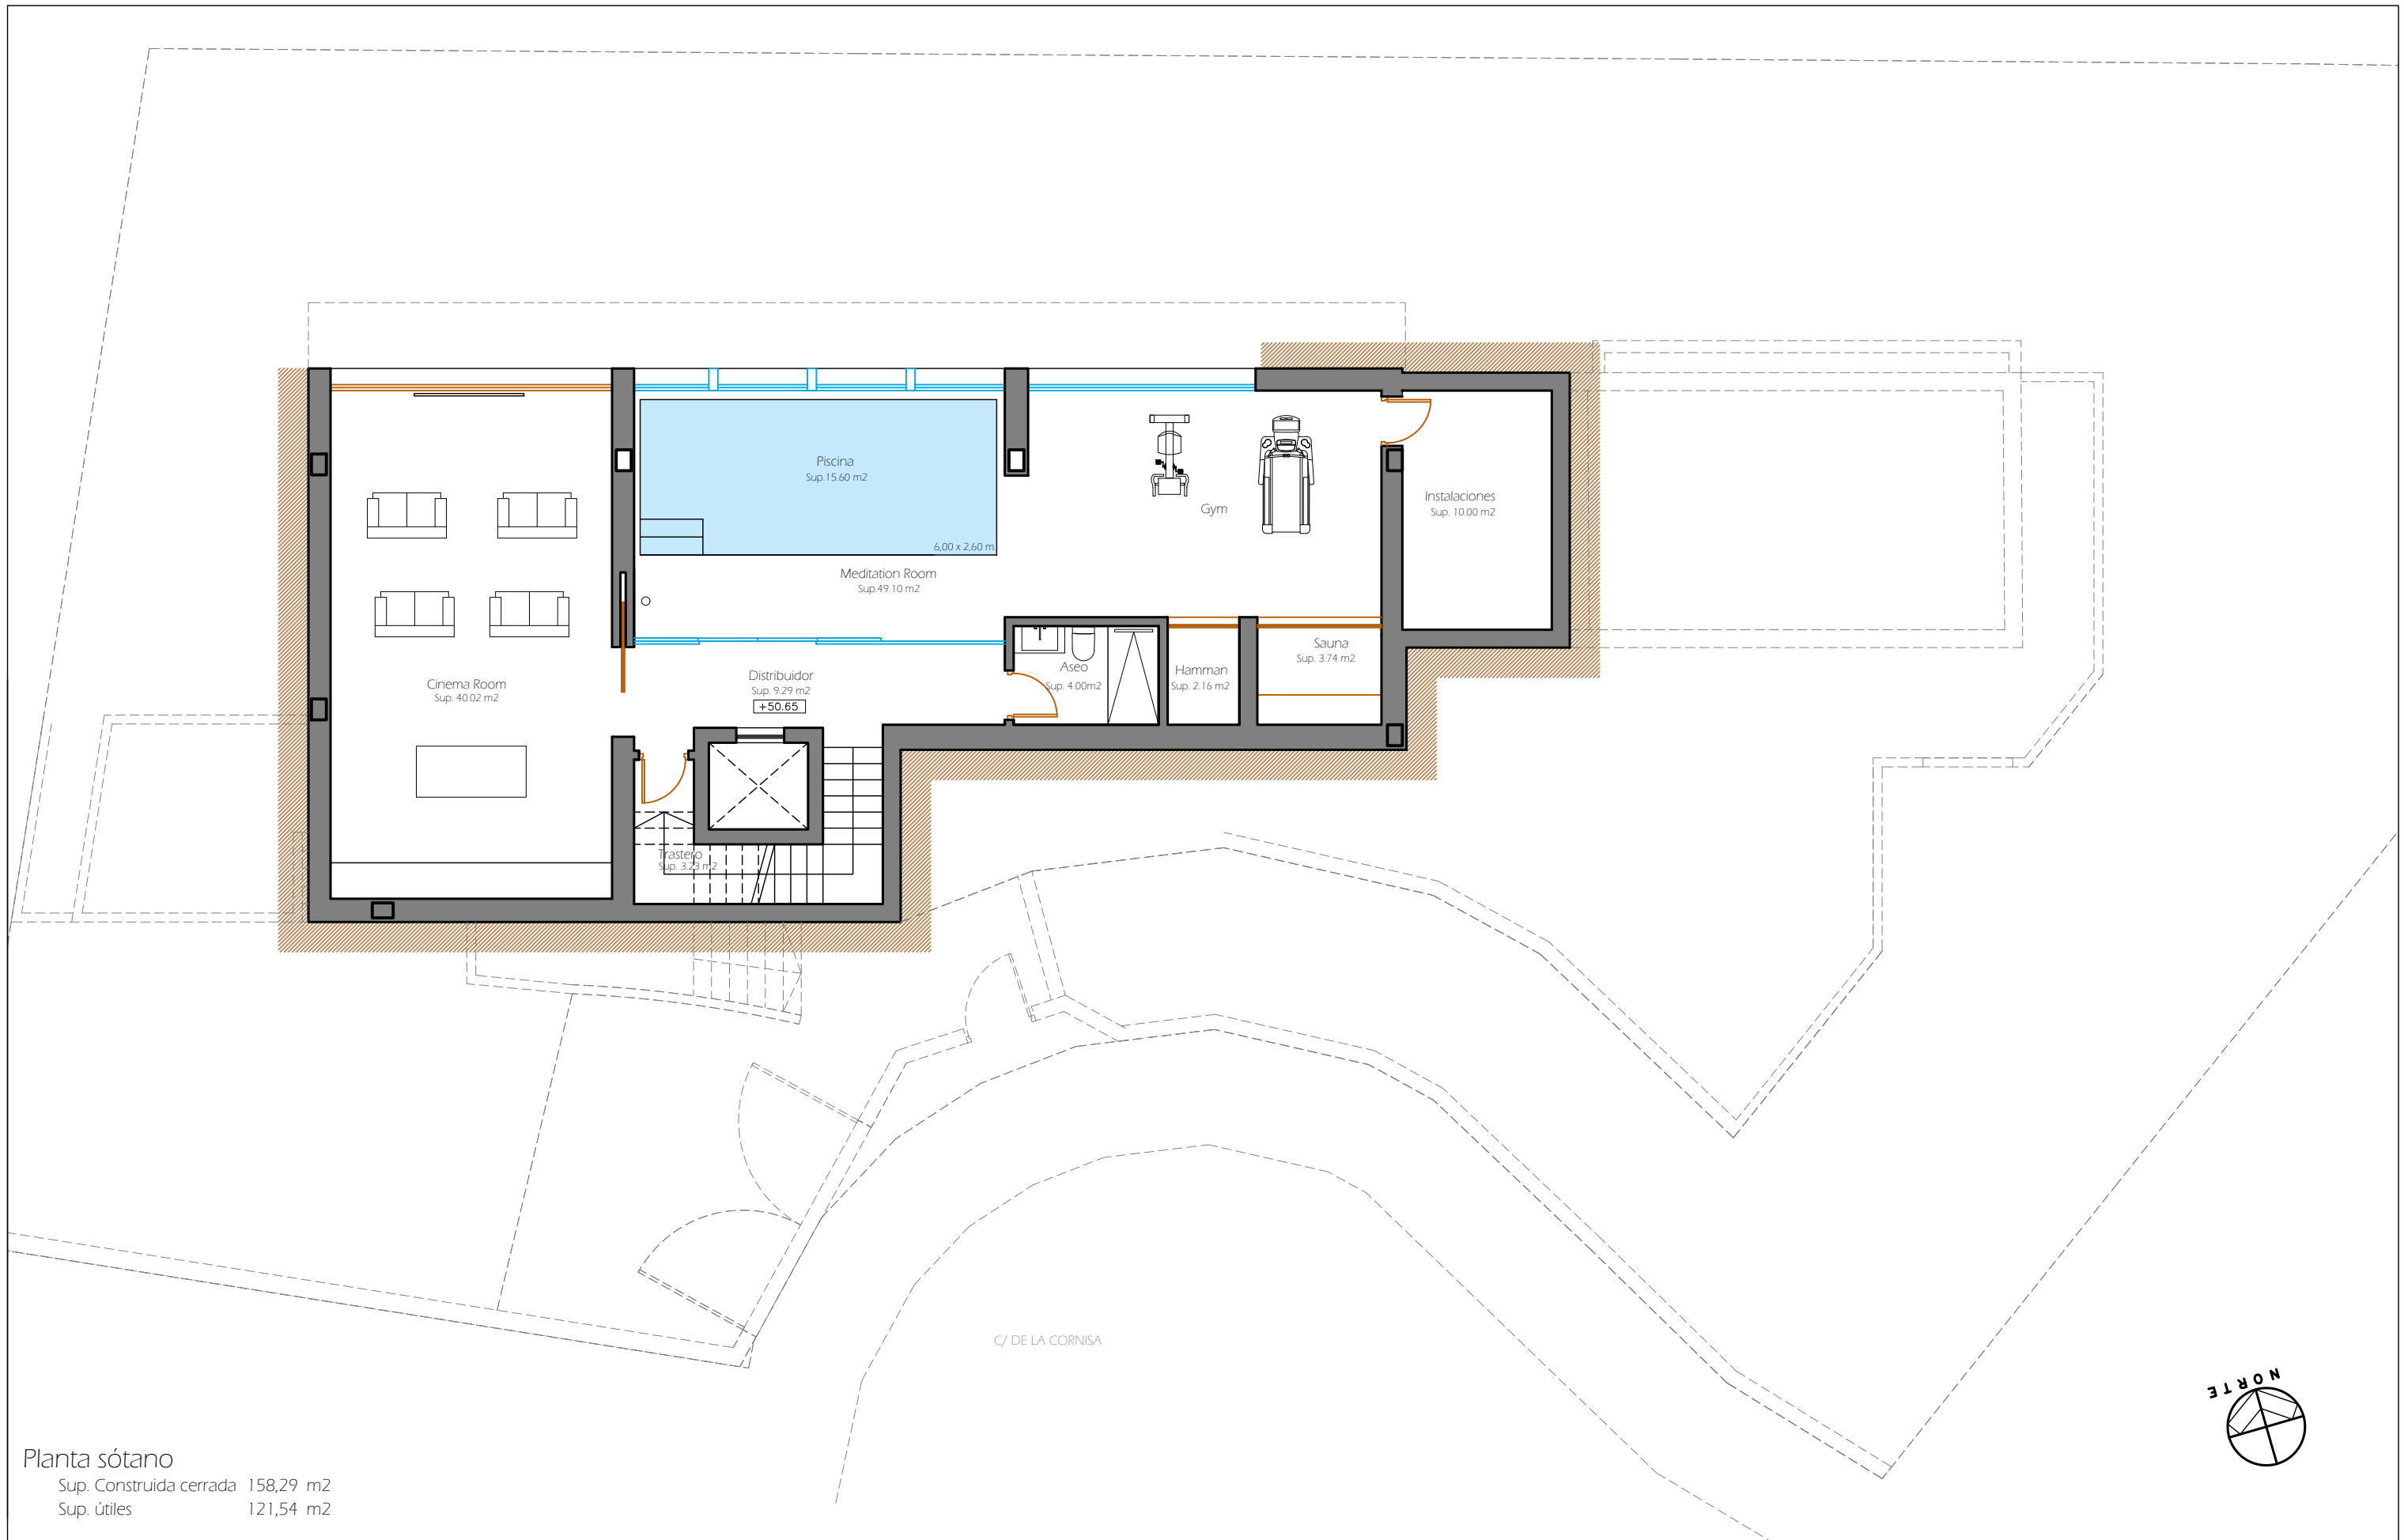 Piscina
Sup.15.60 m2
6,00 x 2,60 m.
Gym
Instalaciones
Sup. 10.00 m2
Meditation Room
Sup.49.10 m2
Cinema Room
Sup. 40.02 m2
Distribuidor
Sup. 9.29 m2
+50.65
Aseo
Sup. 4.00m2
Hamman
Sup. 2.16 m2
Sauna
Sup. 3.74 m2
Trastero
Sup. 3.23 m2
C/ DE LA CORNISA
NORTE
Planta sótano
Sup. Construida cerrada 158,29 m2
Sup. útiles 121,54 m2